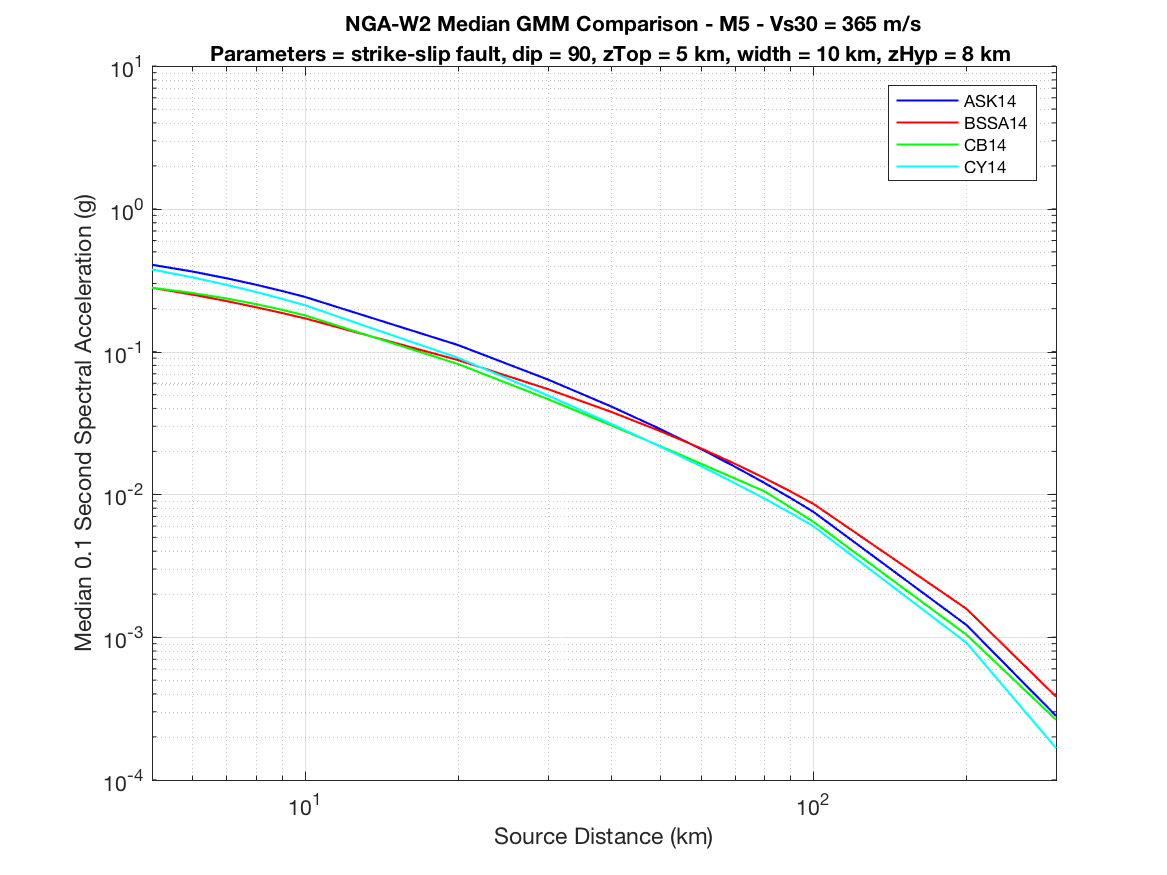 NGA-W2 Median GMM Comparison - M5 - Vs30 = 365 m/s
Parameters = strike-slip fault, dip = 90, zTop = 5 km, width = 10 km, zHyp = 8 km
ASK14
BSSA14
CB14
CY14
Median 0.1 Second Spectral Acceleration (g)
10^1
10^0
10^-1
10^-2
10^-3
10^-4
10^1
10^2
Source Distance (km)